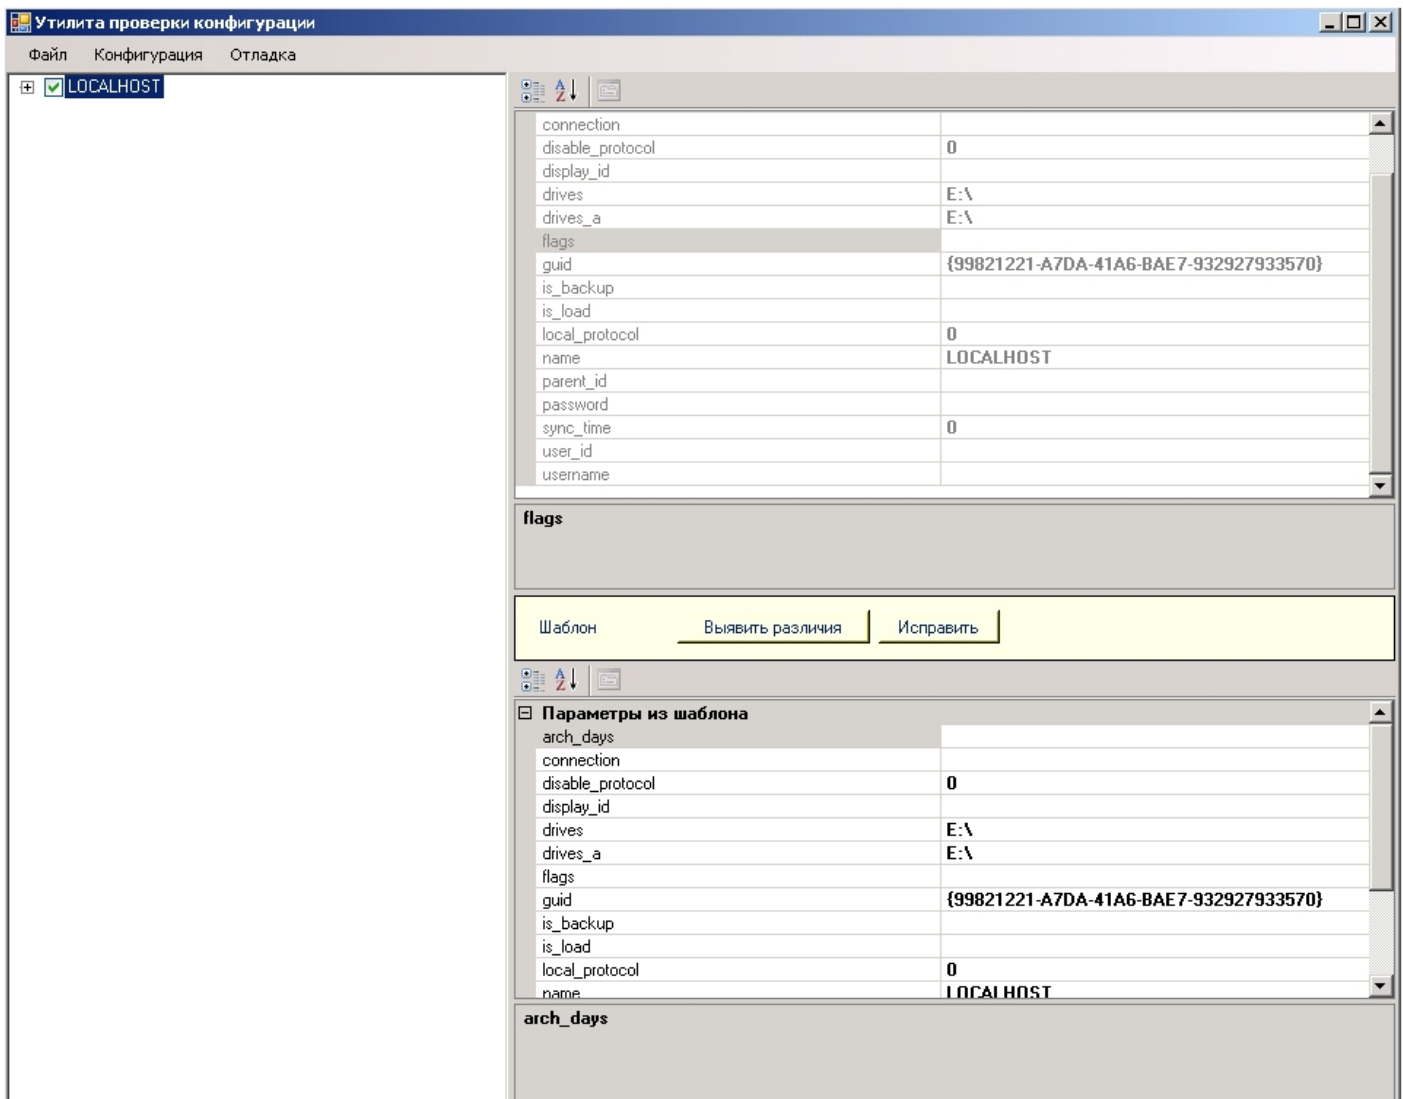 Утилита проверки конфигурации
Файл Конфигурация Отладка
LOCALHOST
connection
disable_protocol 0
display_id
drives E:\
drives_a E:\
flags
guid {99821221-A7DA-41A6-BAE7-932927933570}
is_backup
is_load
local_protocol 0
name LOCALHOST
parent_id
password
sync_time 0
user_id
username
flags
Шаблон Выявить различия Исправить
Параметры из шаблона
arch_days
connection
disable_protocol 0
display_id
drives E:\
drives_a E:\
flags
guid {99821221-A7DA-41A6-BAE7-932927933570}
is_backup
is_load
local_protocol 0
name LOCALHOST
arch_days